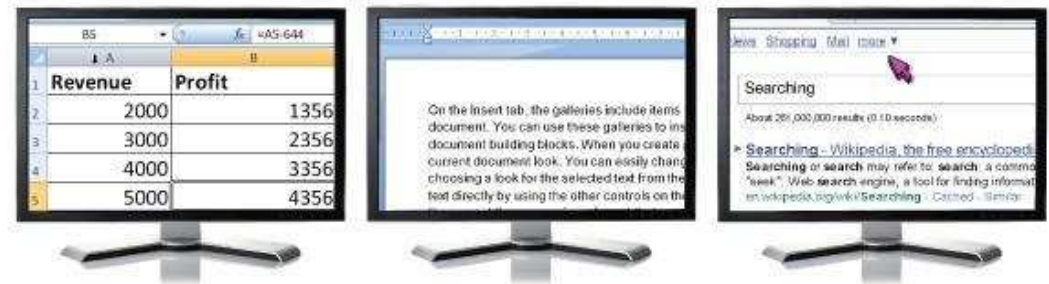 B5 fx =A5-644
A B
1 Revenue Profit
2 2000 1356
3 3000 2356
4 4000 3356
5 5000 4356
On the Insert tab, the galleries include items
document. You can use these galleries to ins
document building blocks. When you create
current document look. You can easily chang
choosing a look for the selected text from the
text directly by using the other controls on the
News Shopping Mail more ▼
Searching
About 261,000,000 results (0.10 seconds)
Searching - Wikipedia, the free encyclopedi
Searching or search may refer to: search, a commo
"seek". Web search engine, a tool for finding informat
en.wikipedia.org/wiki/Searching - Cached - Similar